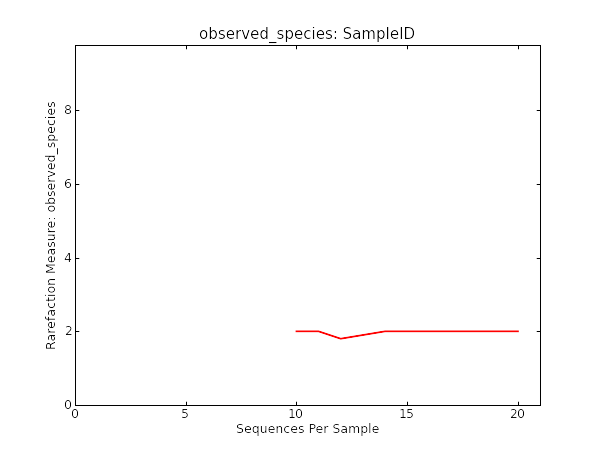 observed_species: SampleID
Rarefaction Measure: observed_species
8
6
4
2
0
0 5 10 15 20
Sequences Per Sample